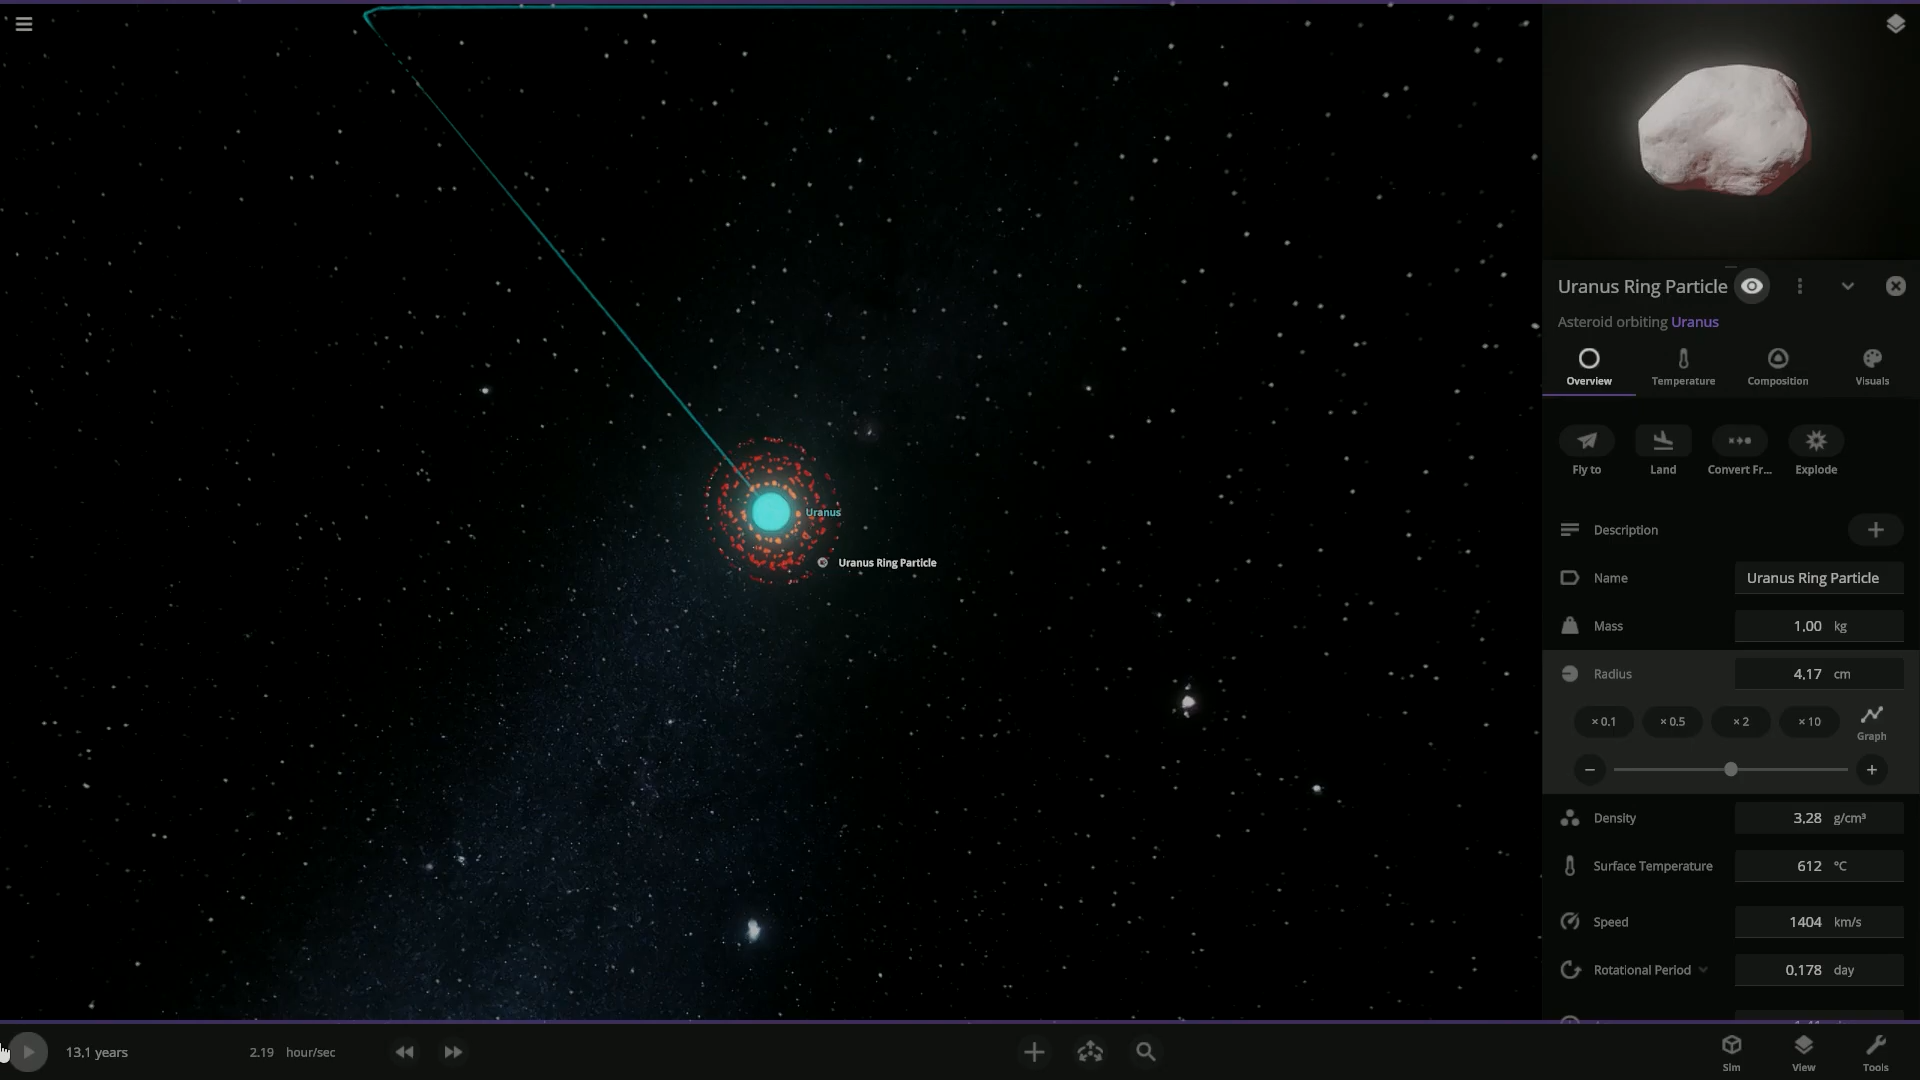 Uranus
Uranus Ring Particle
Uranus Ring Particle
Asteroid orbiting Uranus
Overview
Temperature
Composition
Visuals
Fly to
Land
Convert Fr...
Explode
Description
Name
Uranus Ring Particle
Mass
1.00 kg
Radius
4.17 cm
× 0.1
× 0.5
× 2
× 10
Graph
Density
3.28 g/cm³
Surface Temperature
612 °C
Speed
1404 km/s
Rotational Period
0.178 day
13.1 years
2.19 hour/sec
Sim
View
Tools